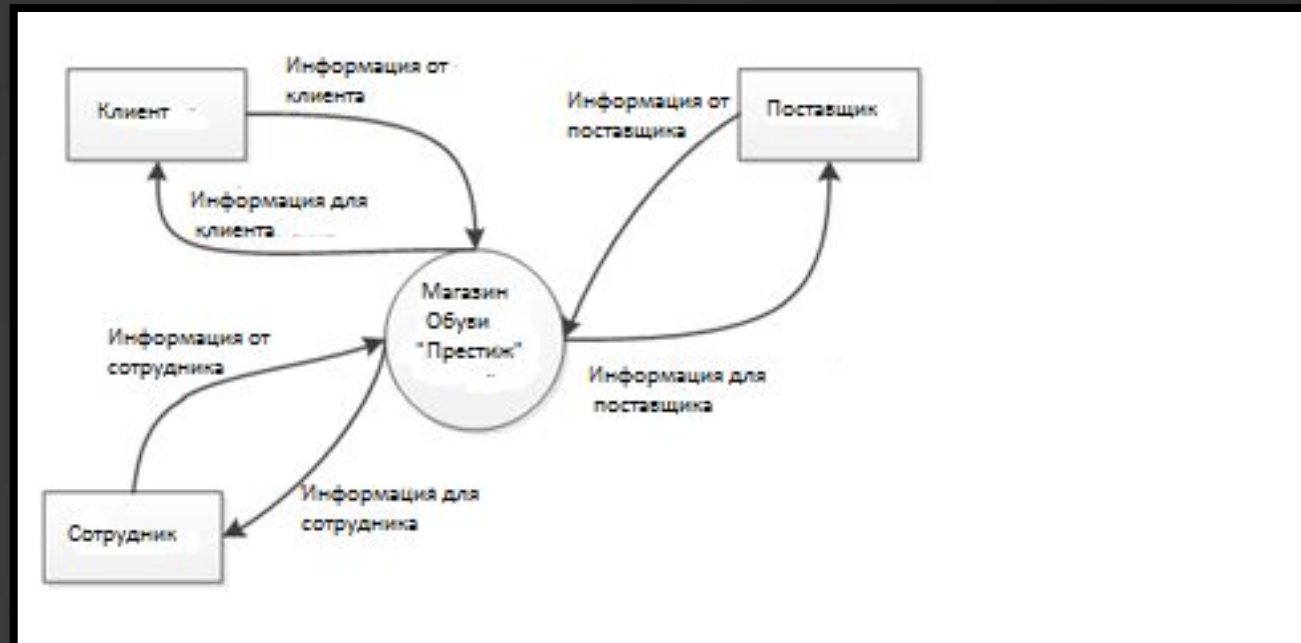 Клиент
Информация от
клиента
Информация от
поставщика
Поставщик
Информация для
клиента
Магазин
Обуви
"Престиж"
Информация от
сотрудника
Информация для
поставщика
Информация для
сотрудника
Сотрудник